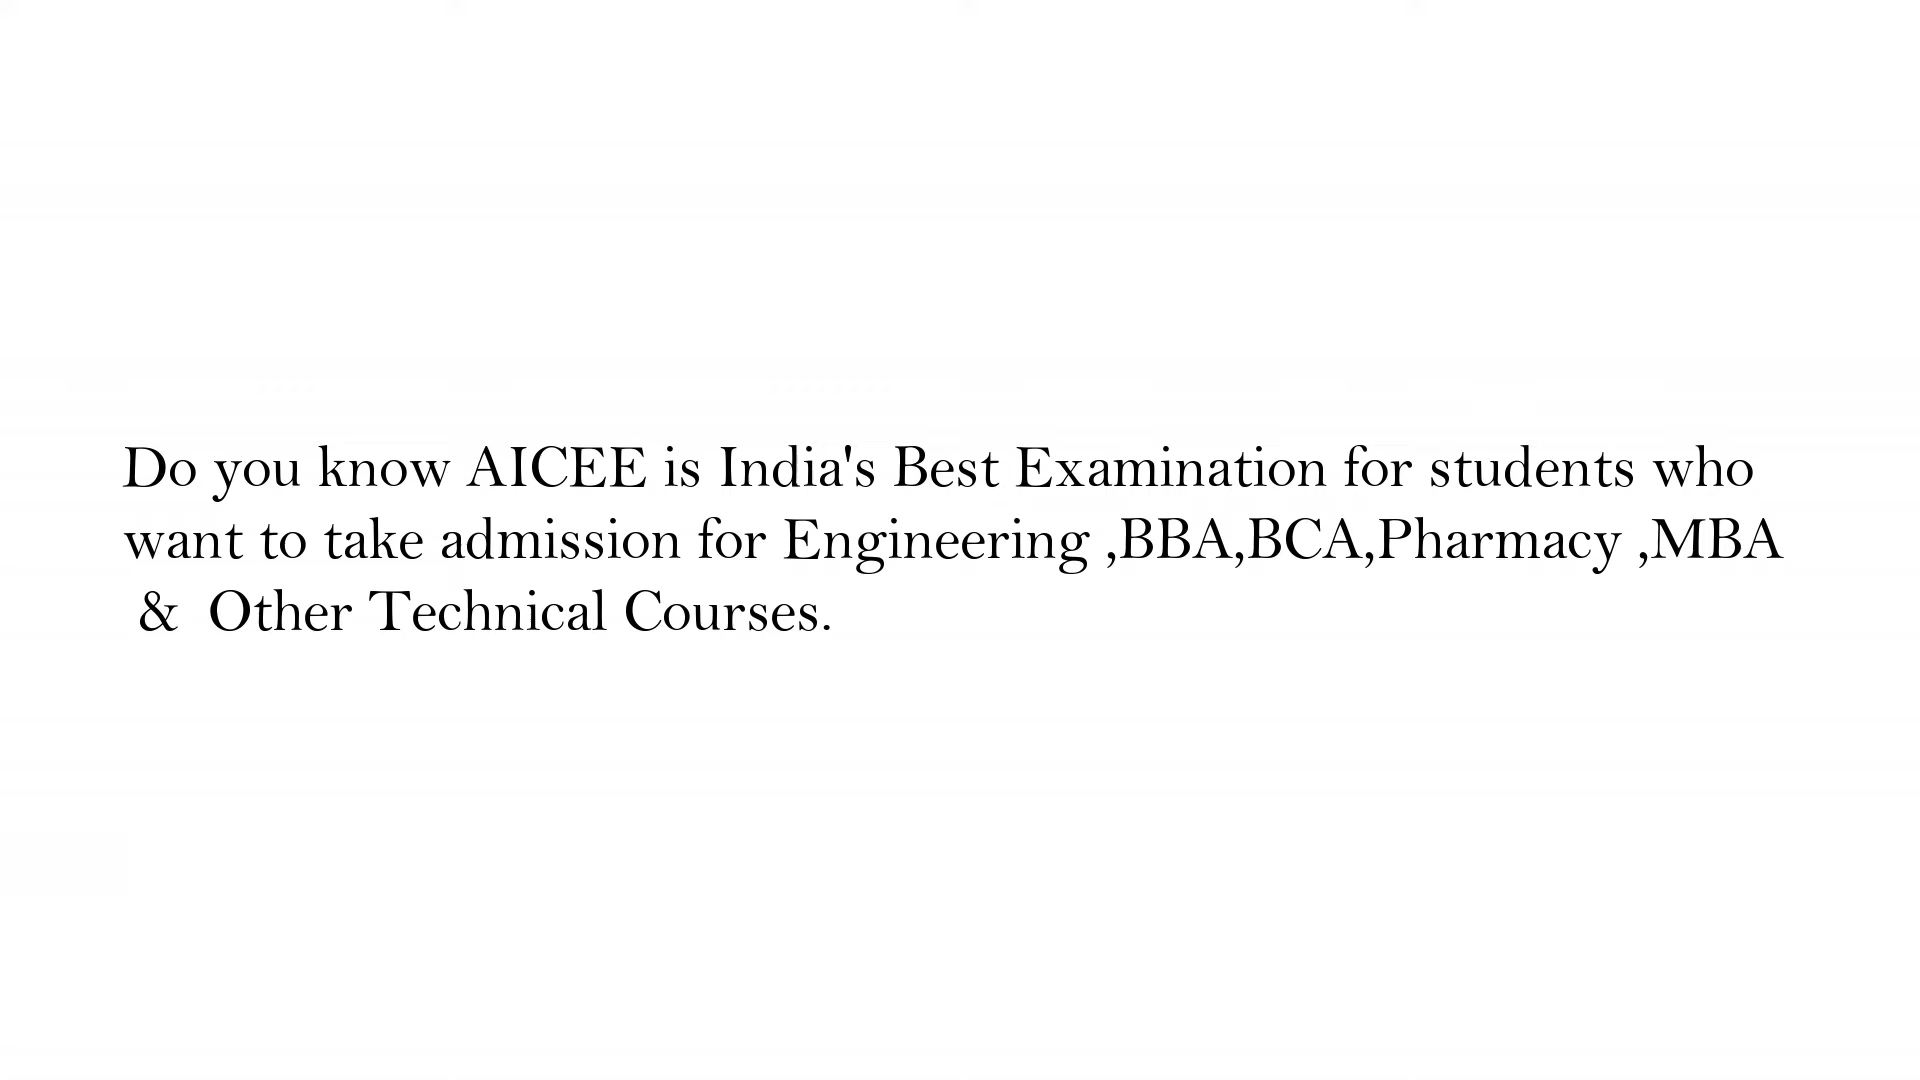 Do you know AICEE is India's Best Examination for students who
want to take admission for Engineering ,BBA,BCA,Pharmacy ,MBA
&  Other Technical Courses.